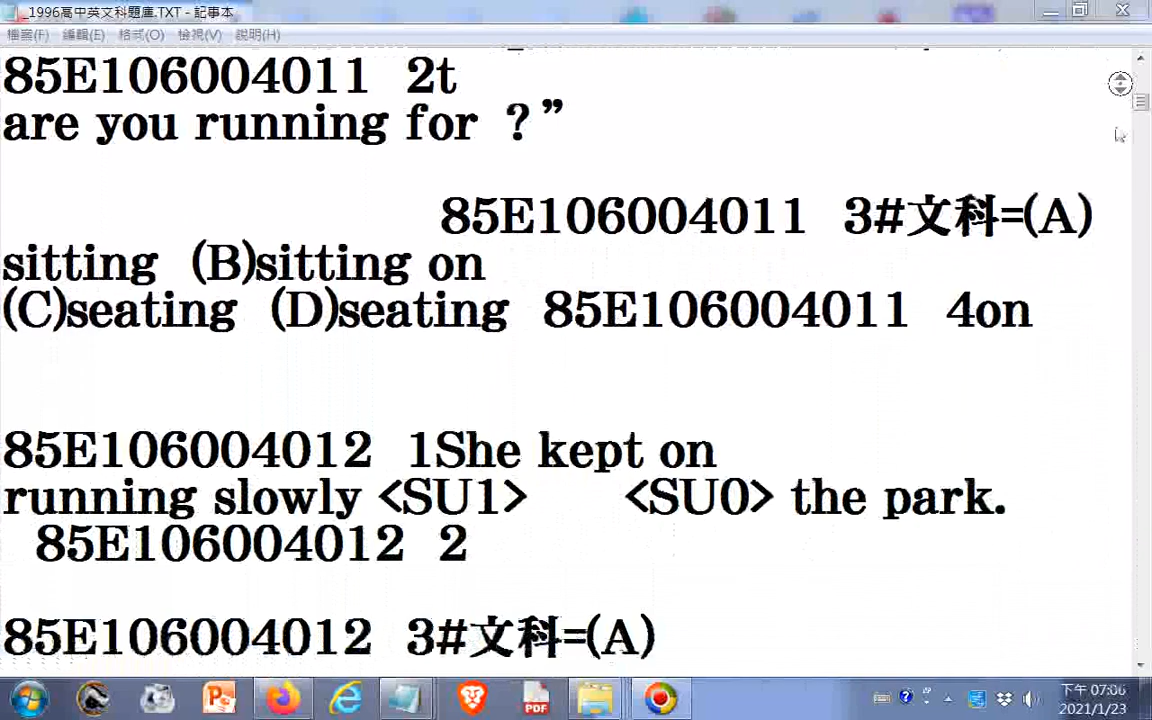 _1996高中英文科題庫.TXT - 記事本
檔案(F) 編輯(E) 格式(O) 檢視(V) 說明(H)
85E106004011 2t
are you running for ?”
85E106004011 3#文科=(A)
sitting (B)sitting on
(C)seating (D)seating 85E106004011 4on
85E106004012 1She kept on
running slowly <SU1> <SU0> the park.
85E106004012 2
85E106004012 3#文科=(A)
PDF
下午 07:06
2021/1/23